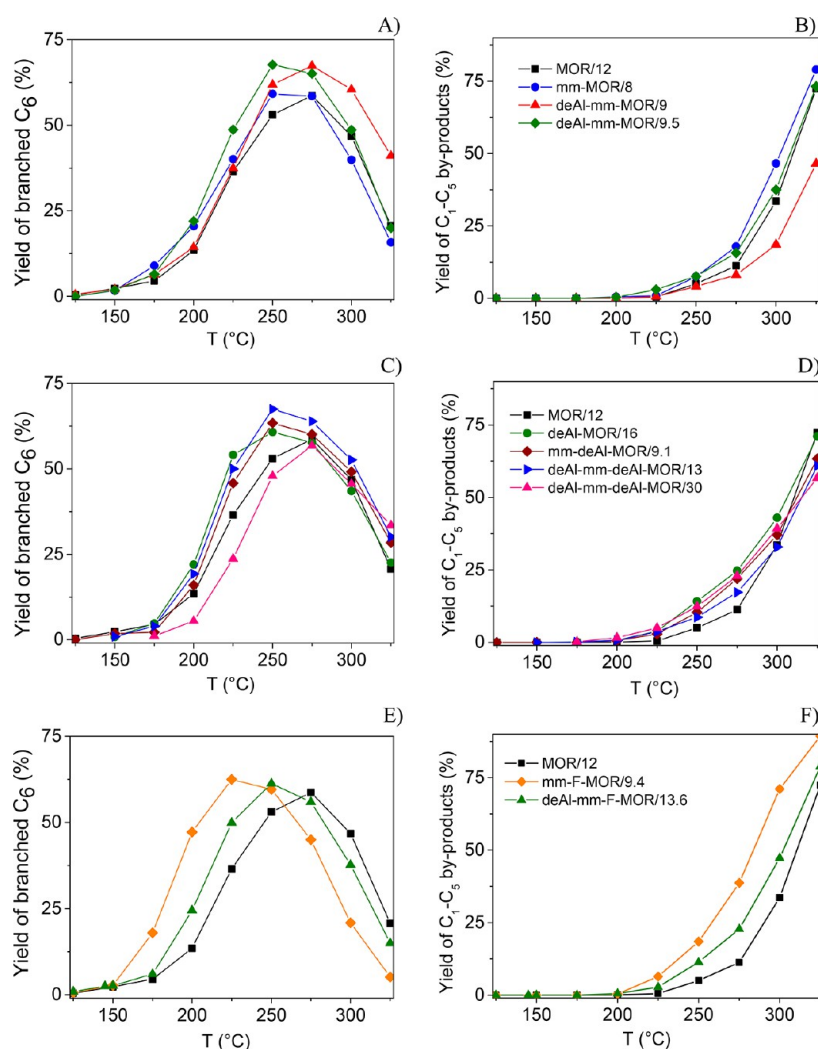 A)
Yield of branched C6 (%)
75
50
25
0
150
200
250
300
T (°C)
B)
Yield of C1-C5 by-products (%)
75
50
25
0
MOR/12
mm-MOR/8
deAl-mm-MOR/9
deAl-mm-MOR/9.5
150
200
250
300
T (°C)
C)
Yield of branched C6 (%)
75
50
25
0
150
200
250
300
T (°C)
D)
Yield of C1-C5 by-products (%)
75
50
25
0
MOR/12
deAl-MOR/16
mm-deAl-MOR/9.1
deAl-mm-deAl-MOR/13
deAl-mm-deAl-MOR/30
150
200
250
300
T (°C)
E)
Yield of branched C6 (%)
75
50
25
0
150
200
250
300
T (°C)
F)
Yield of C1-C5 by-products (%)
75
50
25
0
MOR/12
mm-F-MOR/9.4
deAl-mm-F-MOR/13.6
150
200
250
300
T (°C)